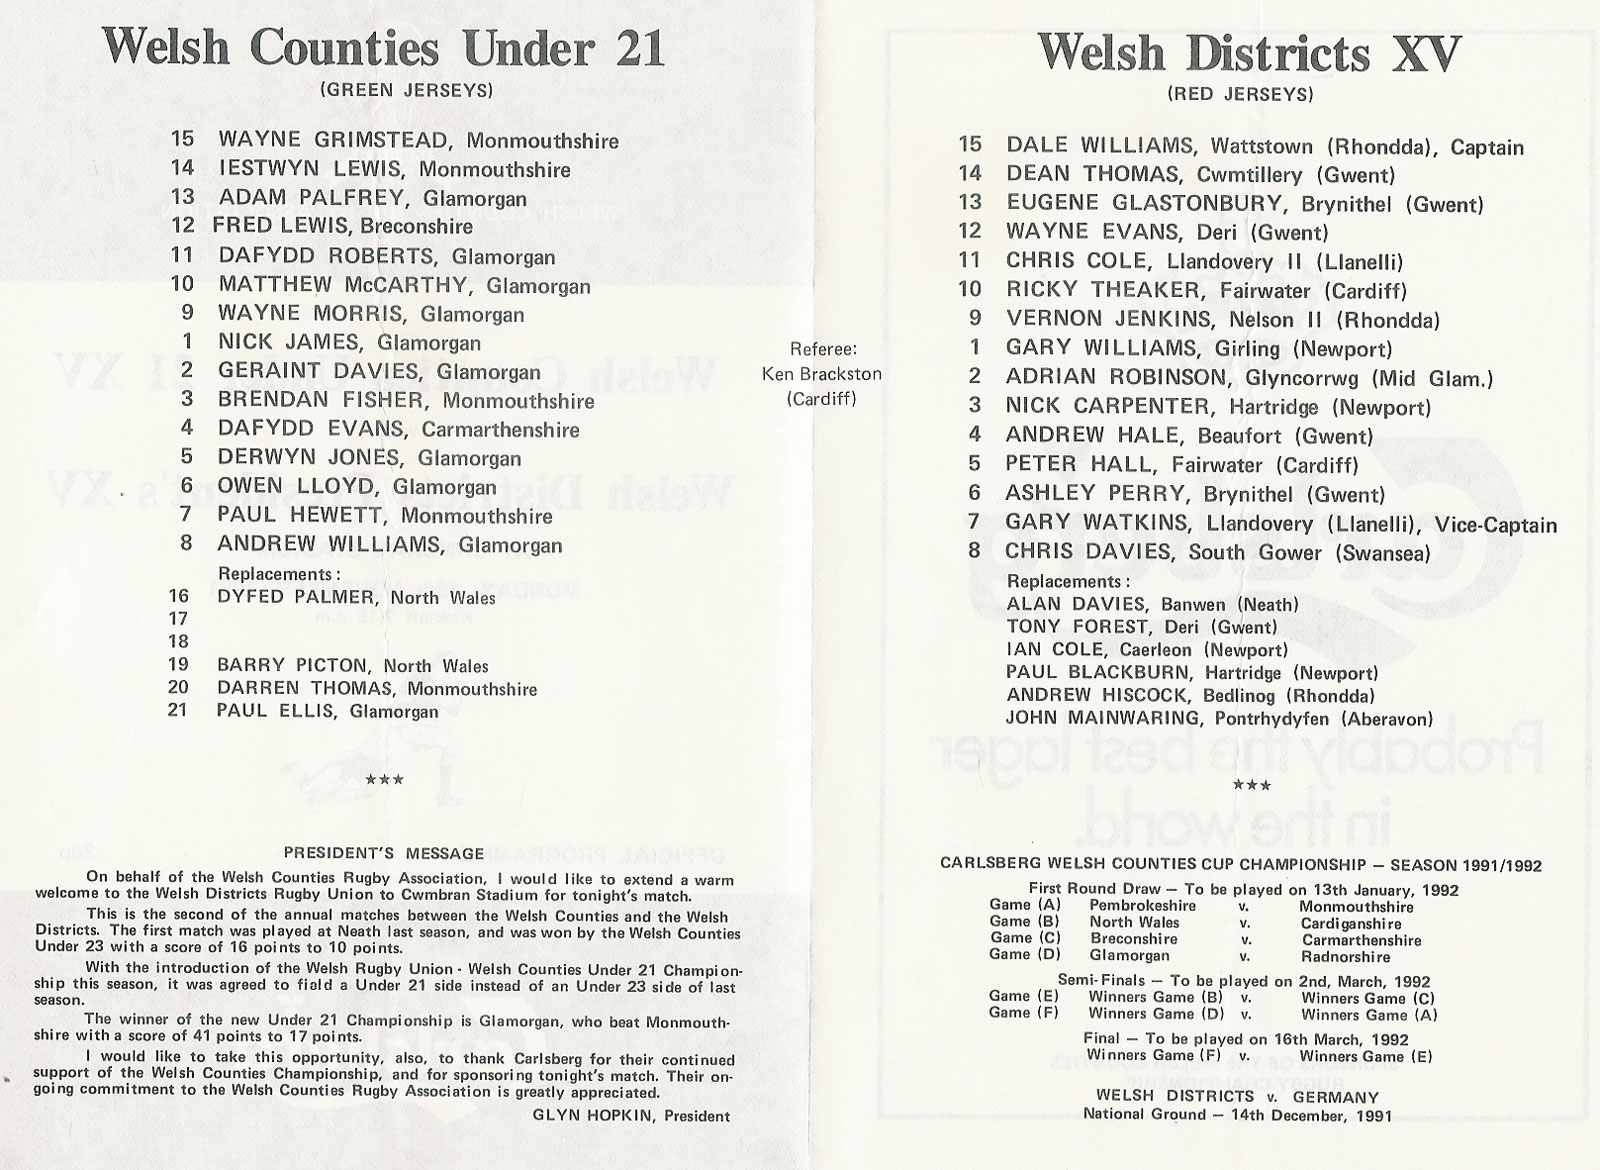 Welsh Counties Under 21
(GREEN JERSEYS)
15 WAYNE GRIMSTEAD, Monmouthshire
14 IESTWYN LEWIS, Monmouthshire
13 ADAM PALFREY, Glamorgan
12 FRED LEWIS, Breconshire
11 DAFYDD ROBERTS, Glamorgan
10 MATTHEW McCARTHY, Glamorgan
9 WAYNE MORRIS, Glamorgan
1 NICK JAMES, Glamorgan
2 GERAINT DAVIES, Glamorgan
3 BRENDAN FISHER, Monmouthshire
4 DAFYDD EVANS, Carmarthenshire
5 DERWYN JONES, Glamorgan
6 OWEN LLOYD, Glamorgan
7 PAUL HEWETT, Monmouthshire
8 ANDREW WILLIAMS, Glamorgan
Replacements :
16 DYFED PALMER, North Wales
17
18
19 BARRY PICTON, North Wales
20 DARREN THOMAS, Monmouthshire
21 PAUL ELLIS, Glamorgan
***
PRESIDENT'S MESSAGE
On behalf of the Welsh Counties Rugby Association, I would like to extend a warm
welcome to the Welsh Districts Rugby Union to Cwmbran Stadium for tonight's match.
This is the second of the annual matches between the Welsh Counties and the Welsh
Districts. The first match was played at Neath last season, and was won by the Welsh Counties
Under 23 with a score of 16 points to 10 points.
With the introduction of the Welsh Rugby Union - Welsh Counties Under 21 Champion-
ship this season, it was agreed to field a Under 21 side instead of an Under 23 side of last
season.
The winner of the new Under 21 Championship is Glamorgan, who beat Monmouth-
shire with a score of 41 points to 17 points.
I would like to take this opportunity, also, to thank Carlsberg for their continued
support of the Welsh Counties Championship, and for sponsoring tonight's match. Their on-
going commitment to the Welsh Counties Rugby Association is greatly appreciated.
GLYN HOPKIN, President
Referee:
Ken Brackston
(Cardiff)
Welsh Districts XV
(RED JERSEYS)
15 DALE WILLIAMS, Wattstown (Rhondda), Captain
14 DEAN THOMAS, Cwmtillery (Gwent)
13 EUGENE GLASTONBURY, Brynithel (Gwent)
12 WAYNE EVANS, Deri (Gwent)
11 CHRIS COLE, Llandovery II (Llanelli)
10 RICKY THEAKER, Fairwater (Cardiff)
9 VERNON JENKINS, Nelson II (Rhondda)
1 GARY WILLIAMS, Girling (Newport)
2 ADRIAN ROBINSON, Glyncorrwg (Mid Glam.)
3 NICK CARPENTER, Hartridge (Newport)
4 ANDREW HALE, Beaufort (Gwent)
5 PETER HALL, Fairwater (Cardiff)
6 ASHLEY PERRY, Brynithel (Gwent)
7 GARY WATKINS, Llandovery (Llanelli), Vice-Captain
8 CHRIS DAVIES, South Gower (Swansea)
Replacements :
ALAN DAVIES, Banwen (Neath)
TONY FOREST, Deri (Gwent)
IAN COLE, Caerleon (Newport)
PAUL BLACKBURN, Hartridge (Newport)
ANDREW HISCOCK, Bedlinog (Rhondda)
JOHN MAINWARING, Pontrhydyfen (Aberavon)
***
CARLSBERG WELSH COUNTIES CUP CHAMPIONSHIP — SEASON 1991/1992
First Round Draw — To be played on 13th January, 1992
Game (A) Pembrokeshire v. Monmouthshire
Game (B) North Wales v. Cardiganshire
Game (C) Breconshire v. Carmarthenshire
Game (D) Glamorgan v. Radnorshire
Semi-Finals — To be played on 2nd, March, 1992
Game (E) Winners Game (B) v. Winners Game (C)
Game (F) Winners Game (D) v. Winners Game (A)
Final — To be played on 16th March, 1992
Winners Game (F) v. Winners Game (E)
WELSH DISTRICTS v. GERMANY
National Ground — 14th December, 1991